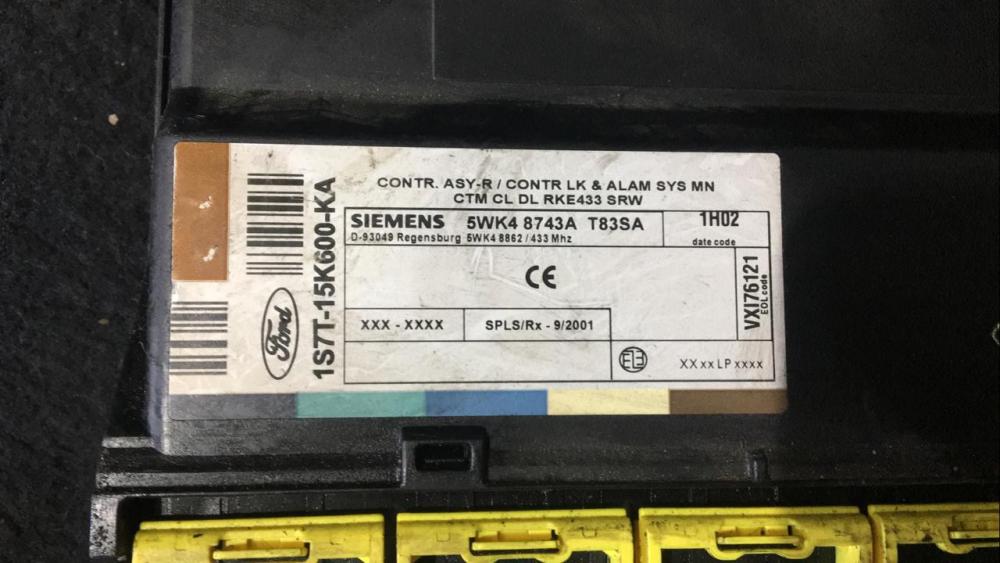 CONTR. ASY-R / CONTR LK & ALAM SYS MN
CTM CL DL RKE433 SRW
SIEMENS 5WK4 8743A T83SA
D-93049 Regensburg 5WK4 8862 / 433 Mhz
1H02
date code
CE
VXI76121
EOL code
XXX - XXXX
SPLS/Rx - 9/2001
XX xx LP xxxx
Ford
1S7T-15K600-KA